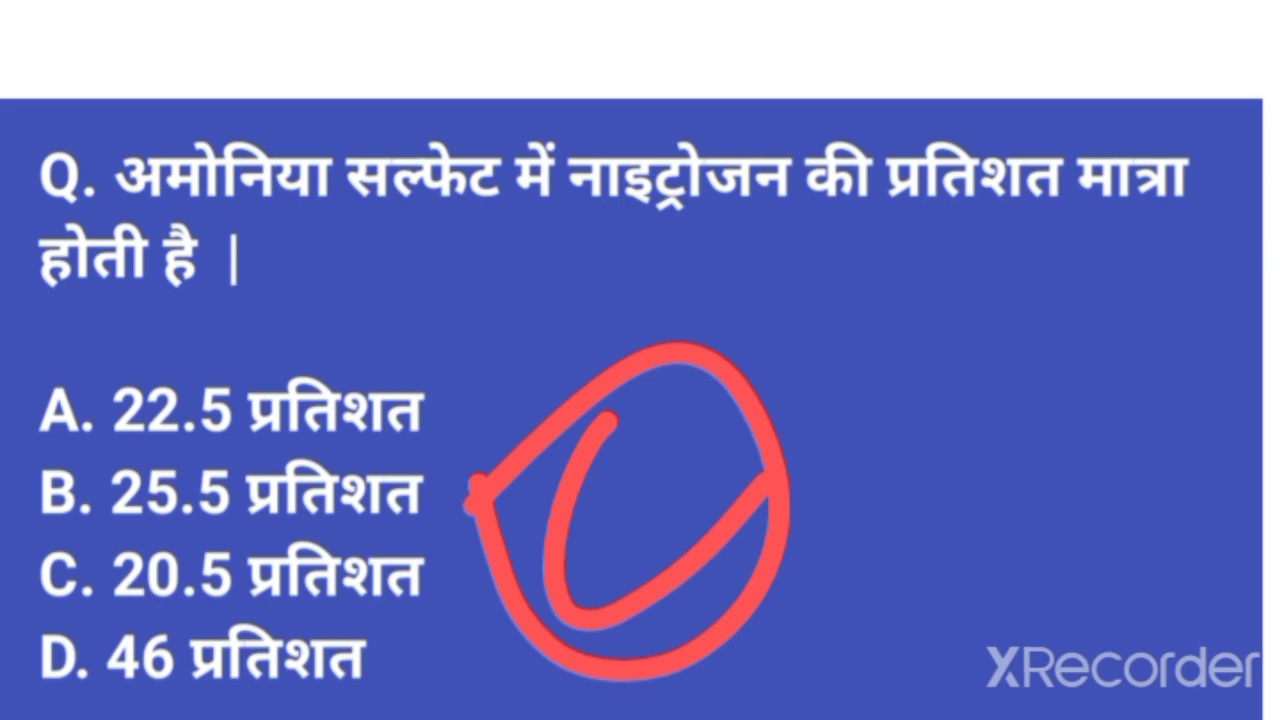 Q. अमोनिया सल्फेट में नाइट्रोजन की प्रतिशत मात्रा
होती है |
A. 22.5 प्रतिशत
B. 25.5 प्रतिशत
C. 20.5 प्रतिशत
D. 46 प्रतिशत
XRecorder